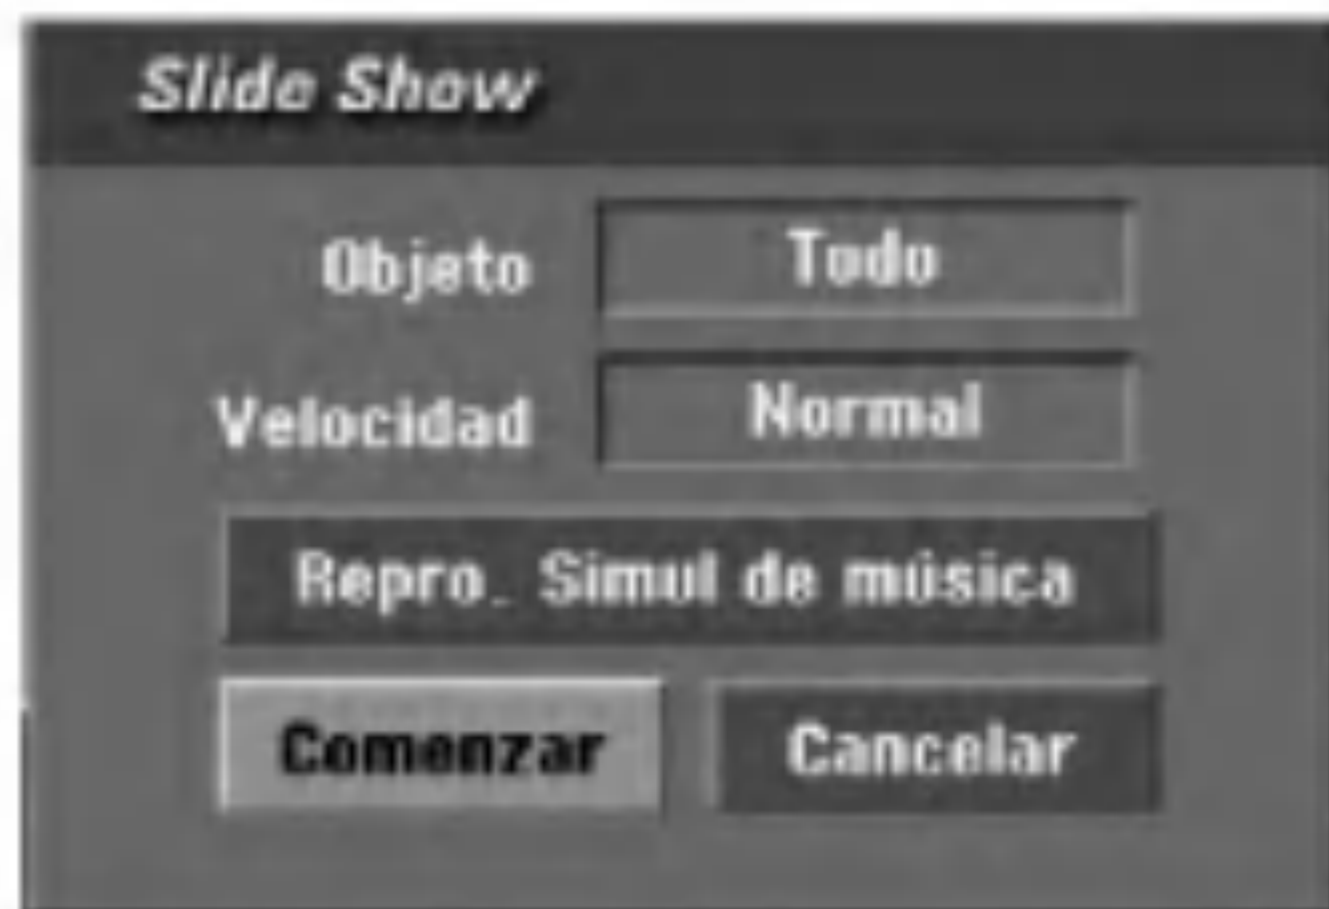 Slide Show
Objeto Todo
Velocidad Normal
Repro. Simul de música
Comenzar Cancelar